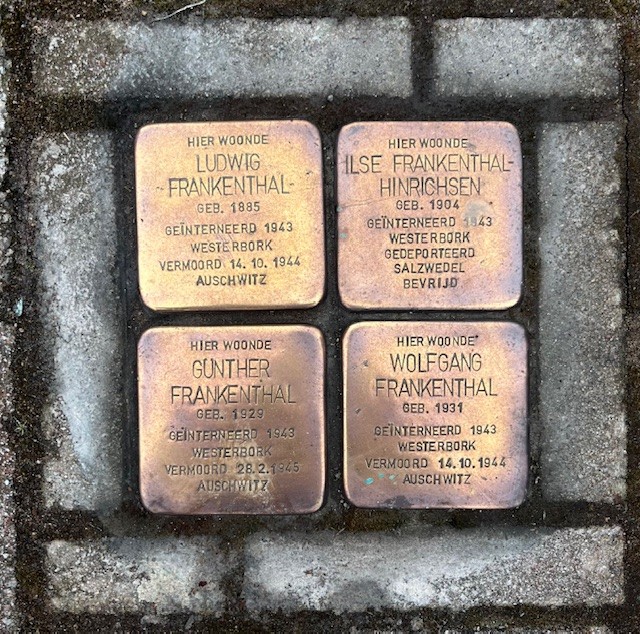 HIER WOONDE
LUDWIG
-FRANKENTHAL-
GEB. 1885
GEÏNTERNEERD 1943
WESTERBORK
VERMOORD 14.10.1944
AUSCHWITZ
HIER WOONDE
ILSE FRANKENTHAL-
HINRICHSEN
GEB. 1904
GEÏNTERNEERD 1943
WESTERBORK
GEDEPORTEERD
SALZWEDEL
BEVRIJD
HIER WOONDE
GÜNTHER
FRANKENTHAL
GEB. 1929
GEÏNTERNEERD 1943
WESTERBORK
VERMOORD 28.2.1945
AUSCHWITZ
HIER WOONDE
WOLFGANG
FRANKENTHAL
GEB. 1931
GEÏNTERNEERD 1943
WESTERBORK
VERMOORD 14.10.1944
AUSCHWITZ